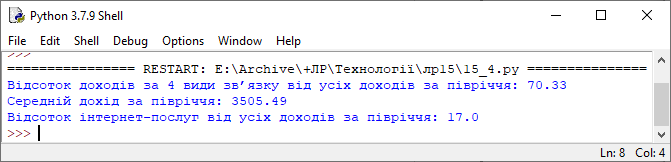 Python 3.7.9 Shell
File Edit Shell Debug Options Window Help
>>>
=============== RESTART: E:\Archive\+ЛР\Технології\лр15\15_4.py ===============
Відсоток доходів за 4 види зв’язку від усіх доходів за півріччя: 70.33
Середній дохід за півріччя: 3505.49
Відсоток інтернет-послуг від усіх доходів за півріччя: 17.0
>>>
Ln: 8 Col: 4